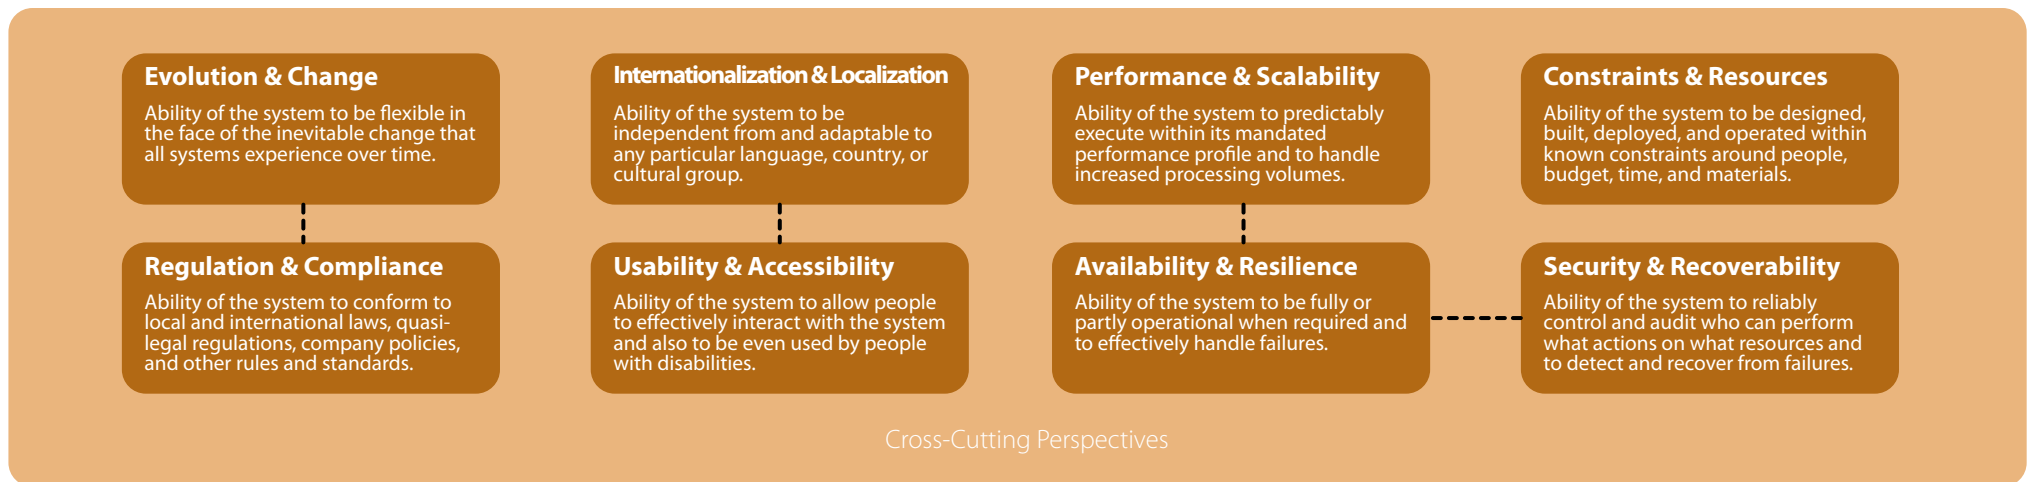 Evolution & Change
Ability of the system to be flexible in
the face of the inevitable change that
all systems experience over time.
Internationalization & Localization
Ability of the system to be
independent from and adaptable to
any particular language, country, or
cultural group.
Performance & Scalability
Ability of the system to predictably
execute within its mandated
performance profile and to handle
increased processing volumes.
Constraints & Resources
Ability of the system to be designed,
built, deployed, and operated within
known constraints around people,
budget, time, and materials.
Regulation & Compliance
Ability of the system to conform to
local and international laws, quasi-
legal regulations, company policies,
and other rules and standards.
Usability & Accessibility
Ability of the system to allow people
to effectively interact with the system
and also to be even used by people
with disabilities.
Availability & Resilience
Ability of the system to be fully or
partly operational when required and
to effectively handle failures.
Security & Recoverability
Ability of the system to reliably
control and audit who can perform
what actions on what resources and
to detect and recover from failures.
Cross-Cutting Perspectives